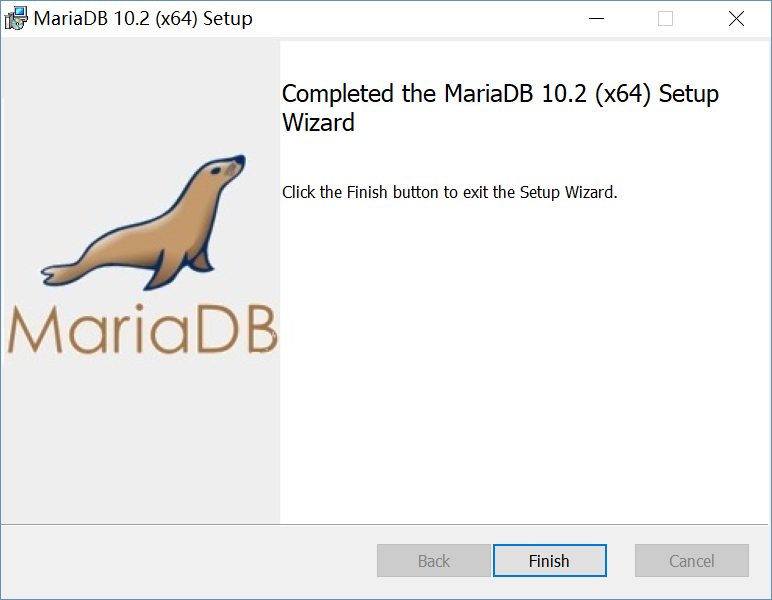 MariaDB 10.2 (x64) Setup
Completed the MariaDB 10.2 (x64) Setup
Wizard
Click the Finish button to exit the Setup Wizard.
MariaDB
Back
Finish
Cancel